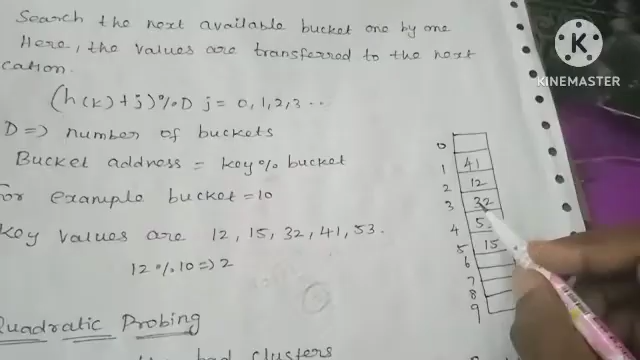 Search the next available bucket one by one
Here, the values are transferred to the next
cation.
(h(k)+j)%D j = 0,1,2,3 ..
D => number of buckets
Bucket address = key % bucket
For example bucket = 10
Key values are 12, 15, 32, 41, 53.
12 % 10 => 2
Quadratic Probing
clusters
0
1 41
2 12
3 32
4 5
5 15
6
7
8
9
K
KINEMASTER